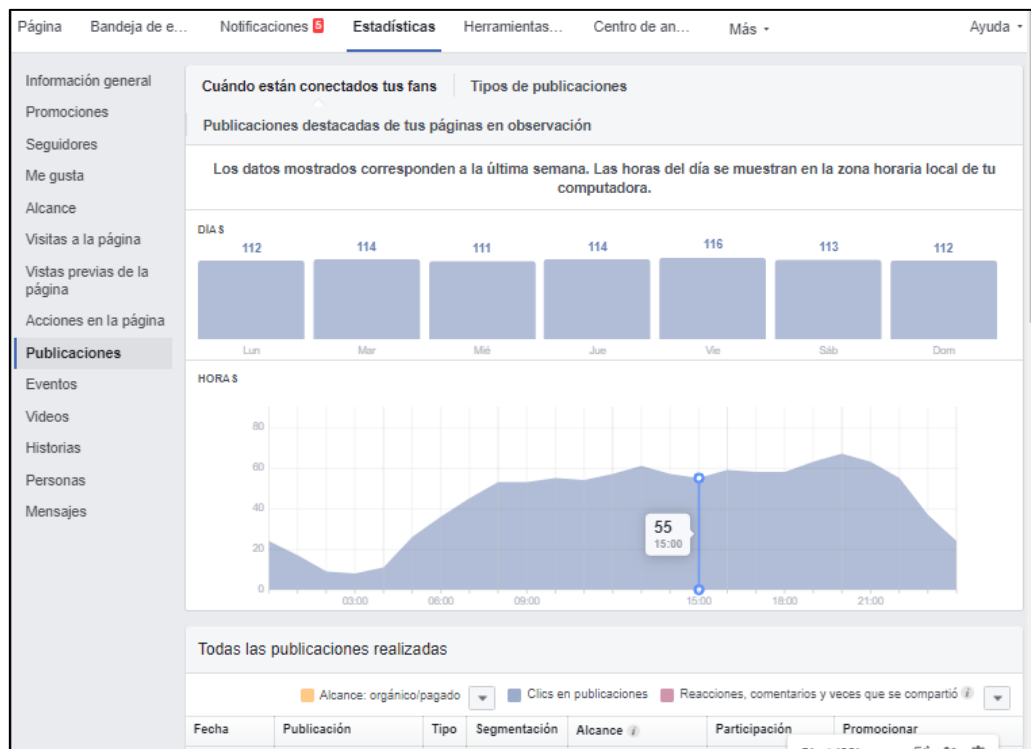 Página Bandeja de e... Notificaciones 5 Estadísticas Herramientas... Centro de an... Más Ayuda
Información general
Promociones
Seguidores
Me gusta
Alcance
Visitas a la página
Vistas previas de la
página
Acciones en la página
Publicaciones
Eventos
Videos
Historias
Personas
Mensajes
Cuándo están conectados tus fans Tipos de publicaciones
Publicaciones destacadas de tus páginas en observación
Los datos mostrados corresponden a la última semana. Las horas del día se muestran en la zona horaria local de tu
computadora.
DÍAS
112 114 111 114 116 113 112
Lun Mar Mié Jue Vie Sáb Dom
HORAS
80
60
40
20
0
55
15:00
03:00 06:00 09:00 15:00 18:00 21:00
Todas las publicaciones realizadas
Alcance: orgánico/pagado Clics en publicaciones Reacciones, comentarios y veces que se compartió i
Fecha Publicación Tipo Segmentación Alcance i Participación Promocionar